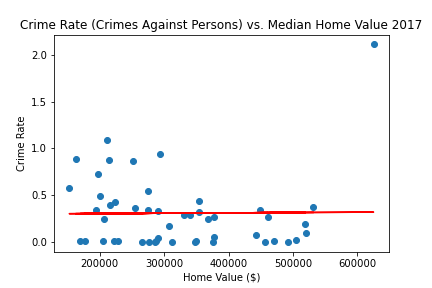 Crime Rate (Crimes Against Persons) vs. Median Home Value 2017
2.0
1.5
1.0
0.5
0.0
Crime Rate
200000 300000 400000 500000 600000
Home Value ($)